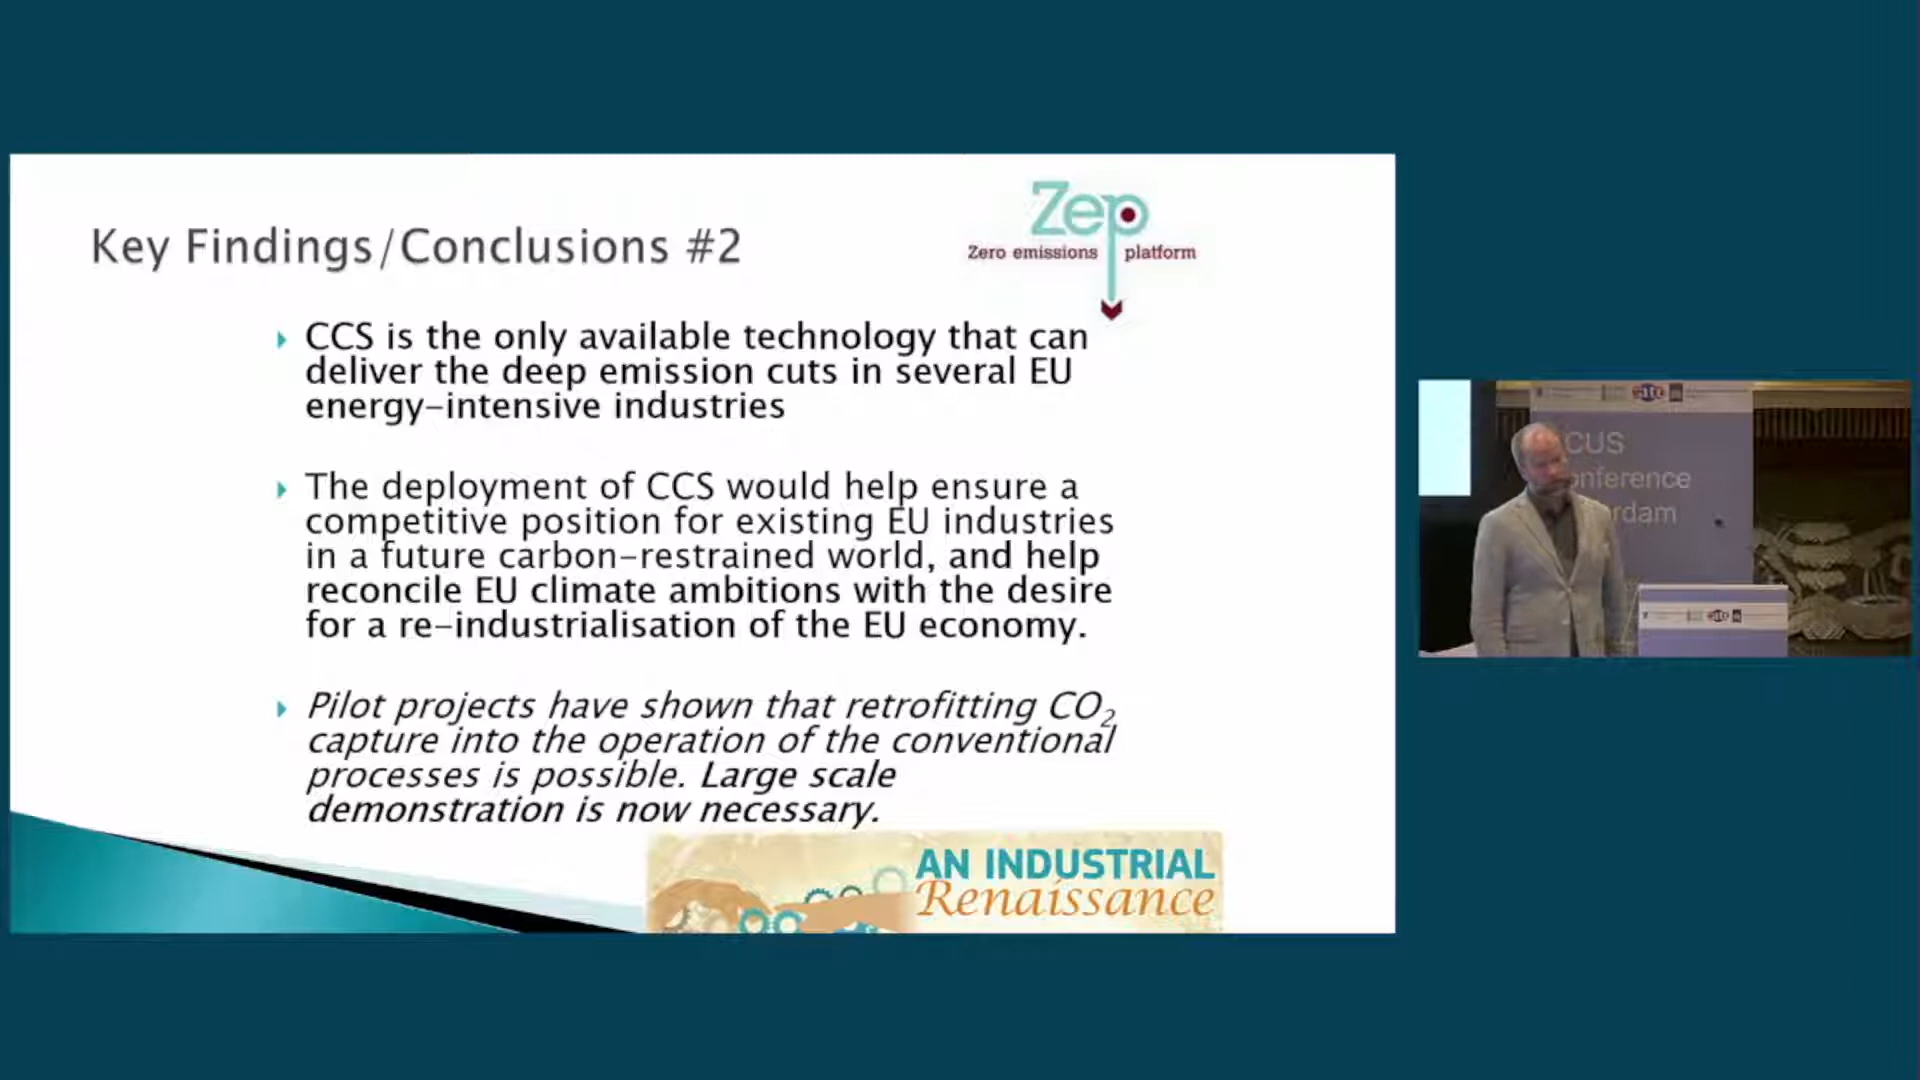 Key Findings/Conclusions #2
Zep
Zero emissions platform
CCS is the only available technology that can
deliver the deep emission cuts in several EU
energy-intensive industries
The deployment of CCS would help ensure a
competitive position for existing EU industries
in a future carbon-restrained world, and help
reconcile EU climate ambitions with the desire
for a re-industrialisation of the EU economy.
Pilot projects have shown that retrofitting CO₂
capture into the operation of the conventional
processes is possible. Large scale
demonstration is now necessary.
AN INDUSTRIAL
Renaissance
CUS
onference
rdam